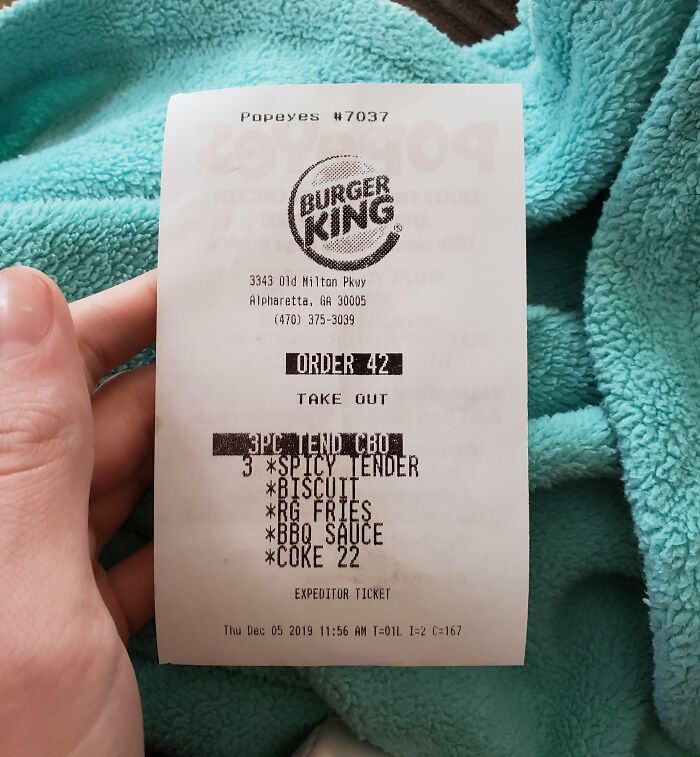 Popeyes #7037
BURGER
KING®
3343 Old Milton Pkwy
Alpharetta, GA 30005
(470) 375-3039
ORDER 42
TAKE OUT
3PC TEND CBO
3 *SPICY TENDER
*BISCUIT
*RG FRIES
*BBQ SAUCE
*COKE 22
EXPEDITOR TICKET
Thu Dec 05 2019 11:56 AM T=01L I=2 C=167
POPEYES